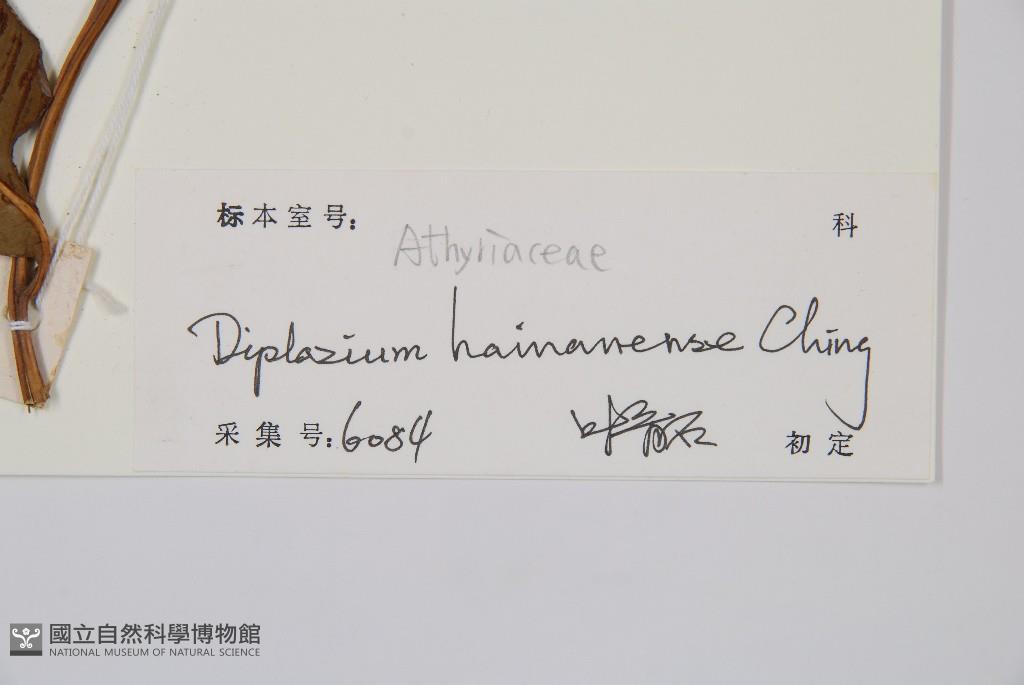 标本室号: 科
Athyriaceae
Diplazium hainanense Ching
采集号: 6084 初定
國立自然科學博物館
NATIONAL MUSEUM OF NATURAL SCIENCE